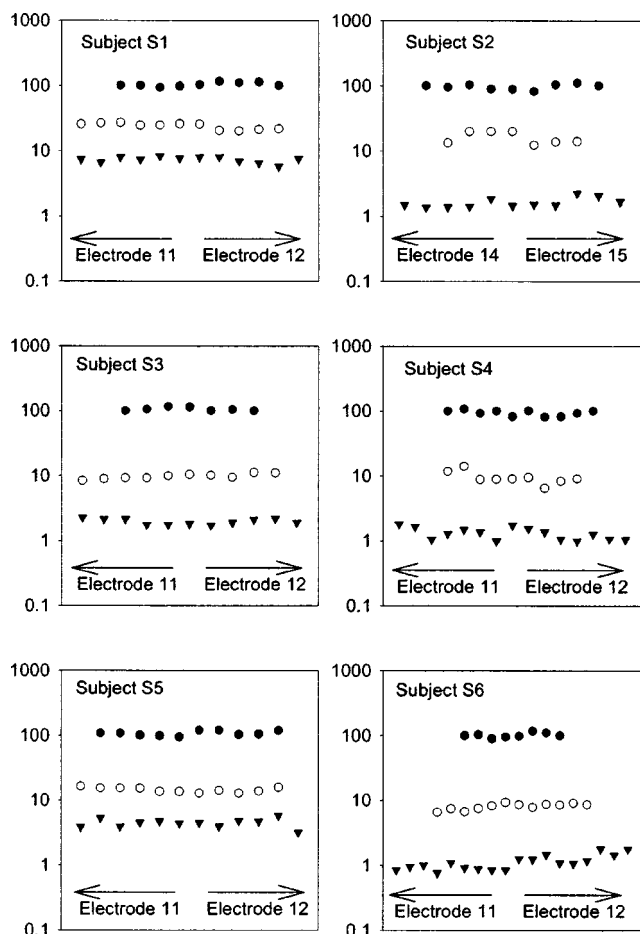 Subject S1
1000
100
10
1
0.1
Electrode 11
Electrode 12
Subject S2
1000
100
10
1
0.1
Electrode 14
Electrode 15
Subject S3
1000
100
10
1
0.1
Electrode 11
Electrode 12
Subject S4
1000
100
10
1
0.1
Electrode 11
Electrode 12
Subject S5
1000
100
10
1
0.1
Electrode 11
Electrode 12
Subject S6
1000
100
10
1
0.1
Electrode 11
Electrode 12